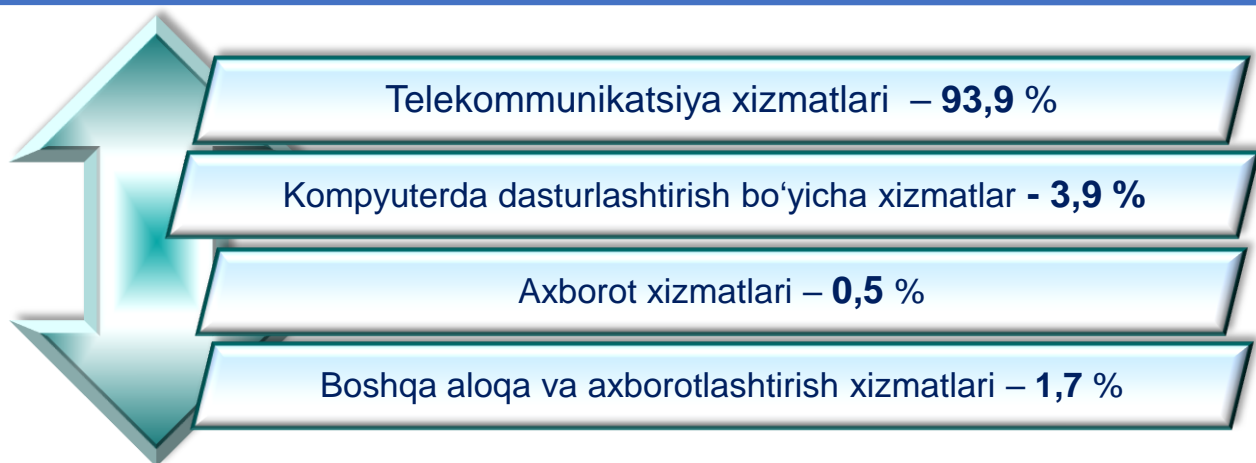 Telekommunikatsiya xizmatlari – 93,9 %
Kompyuterda dasturlashtirish bo‘yicha xizmatlar - 3,9 %
Axborot xizmatlari – 0,5 %
Boshqa aloqa va axborotlashtirish xizmatlari – 1,7 %